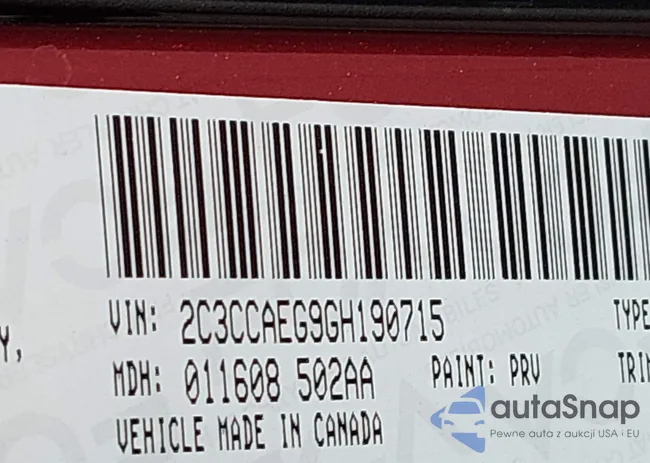 VIN: 2C3CCAEG9GH190715 TYPE
Y,
MDH: 011608 502AA PAINT: PRV TRI
VEHICLE MADE IN CANADA
autaSnap
Pewne auta z aukcji USA i EU